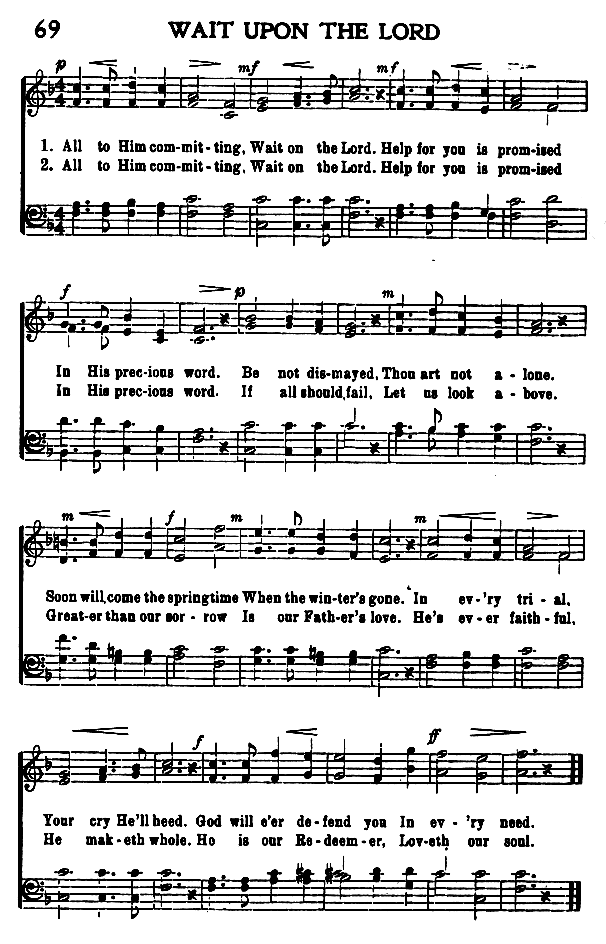 69 WAIT UPON THE LORD
p mf mf
1. All to Him com-mit-ting, Wait on the Lord. Help for you is prom-ised
2. All to Him com-mit-ting, Wait on the Lord. Help for you is prom-ised
f p m
In His prec-ious word. Be not dis-mayed, Thou art not a-lone.
In His prec-ious word. If all should fail, Let us look a-bove.
m f m m
Soon will come the springtime When the win-ter's gone. In ev-'ry tri-al,
Great-er than our sor-row Is our Fath-er's love. He's ev-er faith-ful,
f ff
Your cry He'll heed. God will e'er de-fend you In ev-'ry need.
He mak-eth whole. He is our Re-deem-er, Lov-eth our soul.